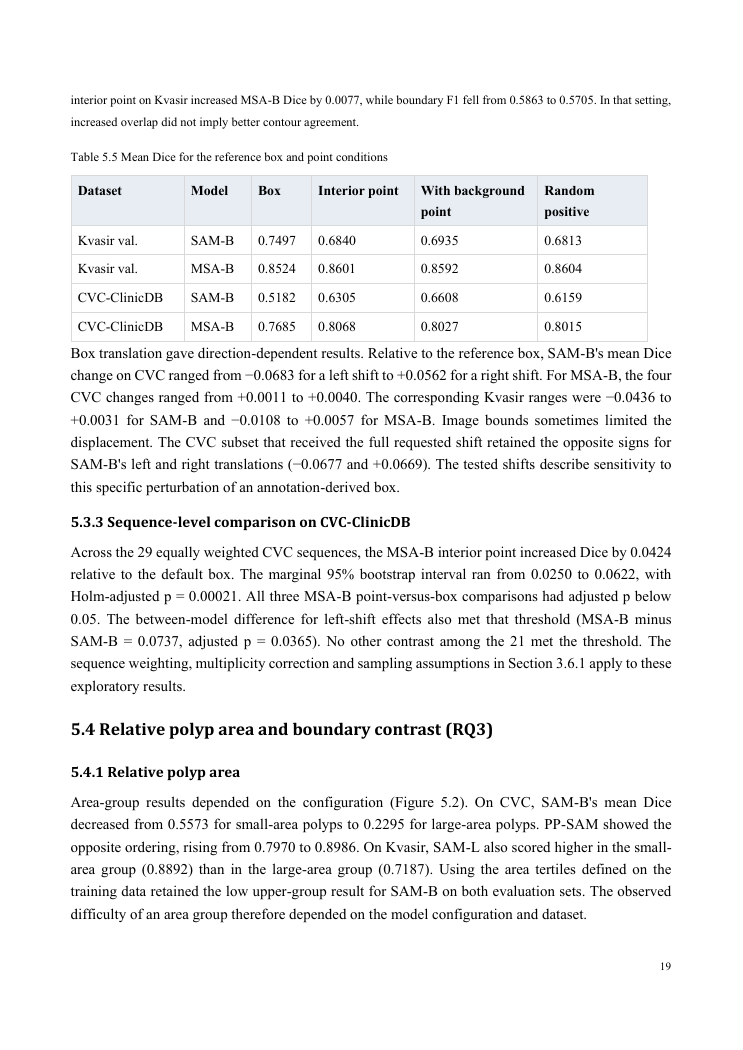 interior point on Kvasir increased MSA-B Dice by 0.0077, while boundary F1 fell from 0.5863 to 0.5705. In that setting,
increased overlap did not imply better contour agreement.
Table 5.5 Mean Dice for the reference box and point conditions
Dataset Model Box Interior point With background point Random positive
Kvasir val. SAM-B 0.7497 0.6840 0.6935 0.6813
Kvasir val. MSA-B 0.8524 0.8601 0.8592 0.8604
CVC-ClinicDB SAM-B 0.5182 0.6305 0.6608 0.6159
CVC-ClinicDB MSA-B 0.7685 0.8068 0.8027 0.8015
Box translation gave direction-dependent results. Relative to the reference box, SAM-B's mean Dice
change on CVC ranged from −0.0683 for a left shift to +0.0562 for a right shift. For MSA-B, the four
CVC changes ranged from +0.0011 to +0.0040. The corresponding Kvasir ranges were −0.0436 to
+0.0031 for SAM-B and −0.0108 to +0.0057 for MSA-B. Image bounds sometimes limited the
displacement. The CVC subset that received the full requested shift retained the opposite signs for
SAM-B's left and right translations (−0.0677 and +0.0669). The tested shifts describe sensitivity to
this specific perturbation of an annotation-derived box.
5.3.3 Sequence-level comparison on CVC-ClinicDB
Across the 29 equally weighted CVC sequences, the MSA-B interior point increased Dice by 0.0424
relative to the default box. The marginal 95% bootstrap interval ran from 0.0250 to 0.0622, with
Holm-adjusted p = 0.00021. All three MSA-B point-versus-box comparisons had adjusted p below
0.05. The between-model difference for left-shift effects also met that threshold (MSA-B minus
SAM-B = 0.0737, adjusted p = 0.0365). No other contrast among the 21 met the threshold. The
sequence weighting, multiplicity correction and sampling assumptions in Section 3.6.1 apply to these
exploratory results.
5.4 Relative polyp area and boundary contrast (RQ3)
5.4.1 Relative polyp area
Area-group results depended on the configuration (Figure 5.2). On CVC, SAM-B's mean Dice
decreased from 0.5573 for small-area polyps to 0.2295 for large-area polyps. PP-SAM showed the
opposite ordering, rising from 0.7970 to 0.8986. On Kvasir, SAM-L also scored higher in the small-
area group (0.8892) than in the large-area group (0.7187). Using the area tertiles defined on the
training data retained the low upper-group result for SAM-B on both evaluation sets. The observed
difficulty of an area group therefore depended on the model configuration and dataset.
19